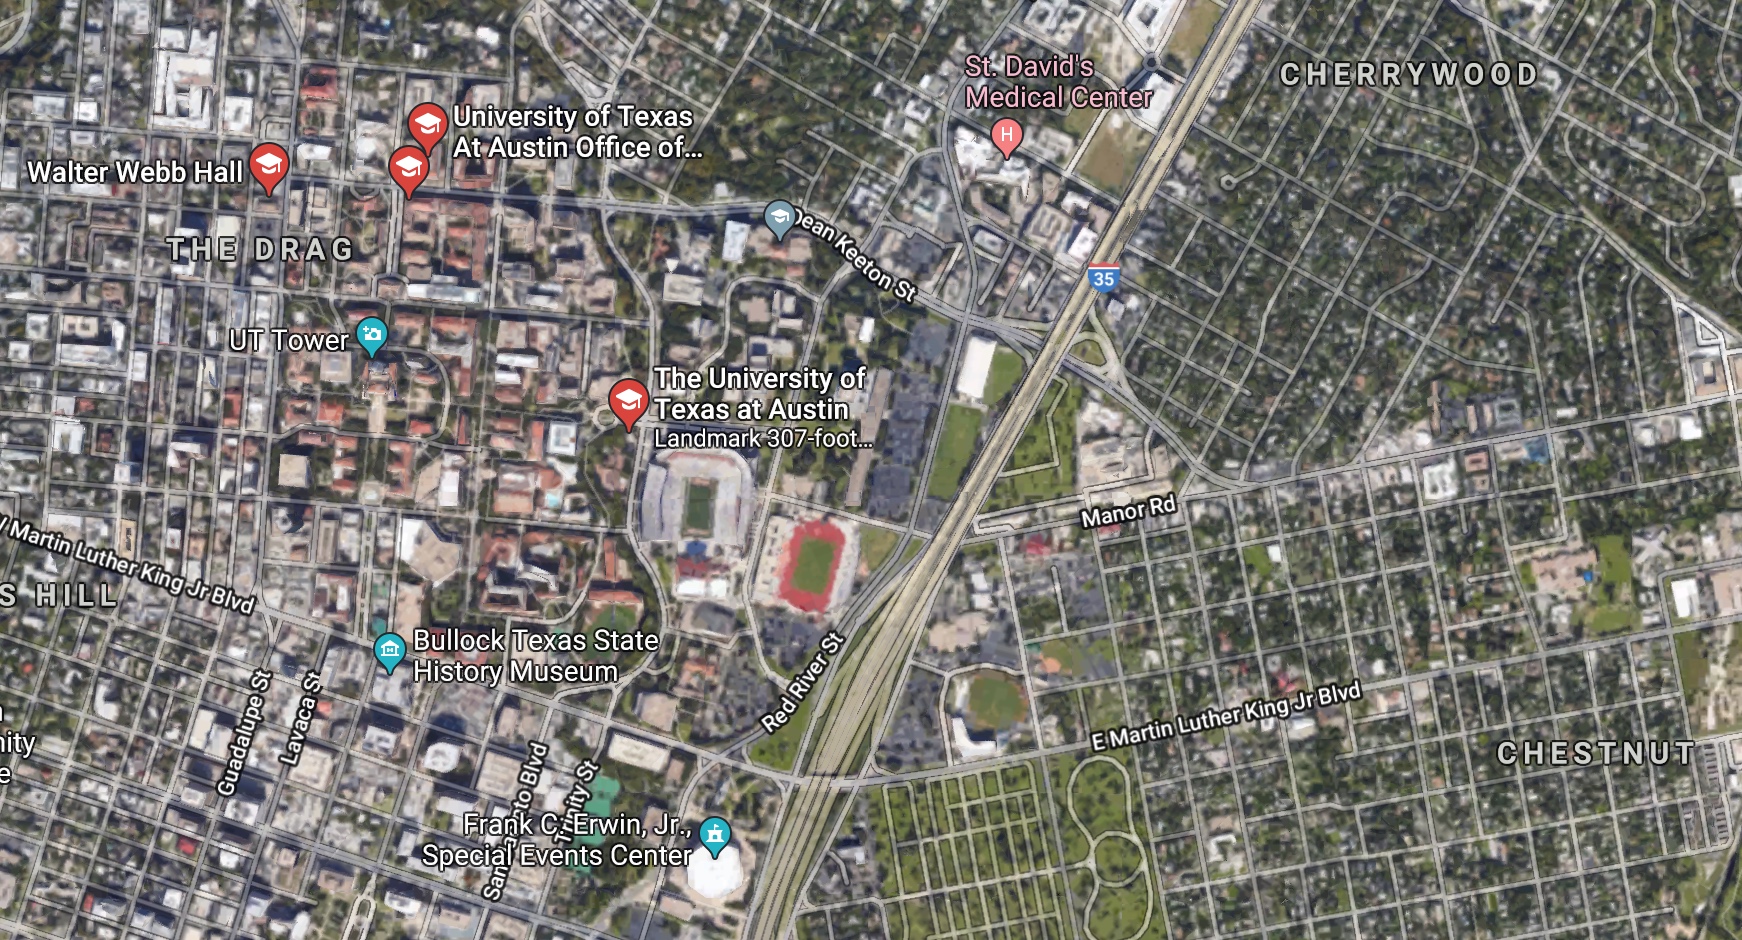 St. David's
Medical Center
CHERRYWOOD
University of Texas
At Austin Office of...
Walter Webb Hall
THE DRAG
Dean Keeton St
35
UT Tower
The University of
Texas at Austin
Landmark 307-foot...
Manor Rd
Martin Luther King Jr Blvd
S HILL
Bullock Texas State
History Museum
Red River St
Guadalupe St
Lavaca St
E Martin Luther King Jr Blvd
CHESTNUT
Trinity St
Frank C. Erwin, Jr.,
Special Events Center
H